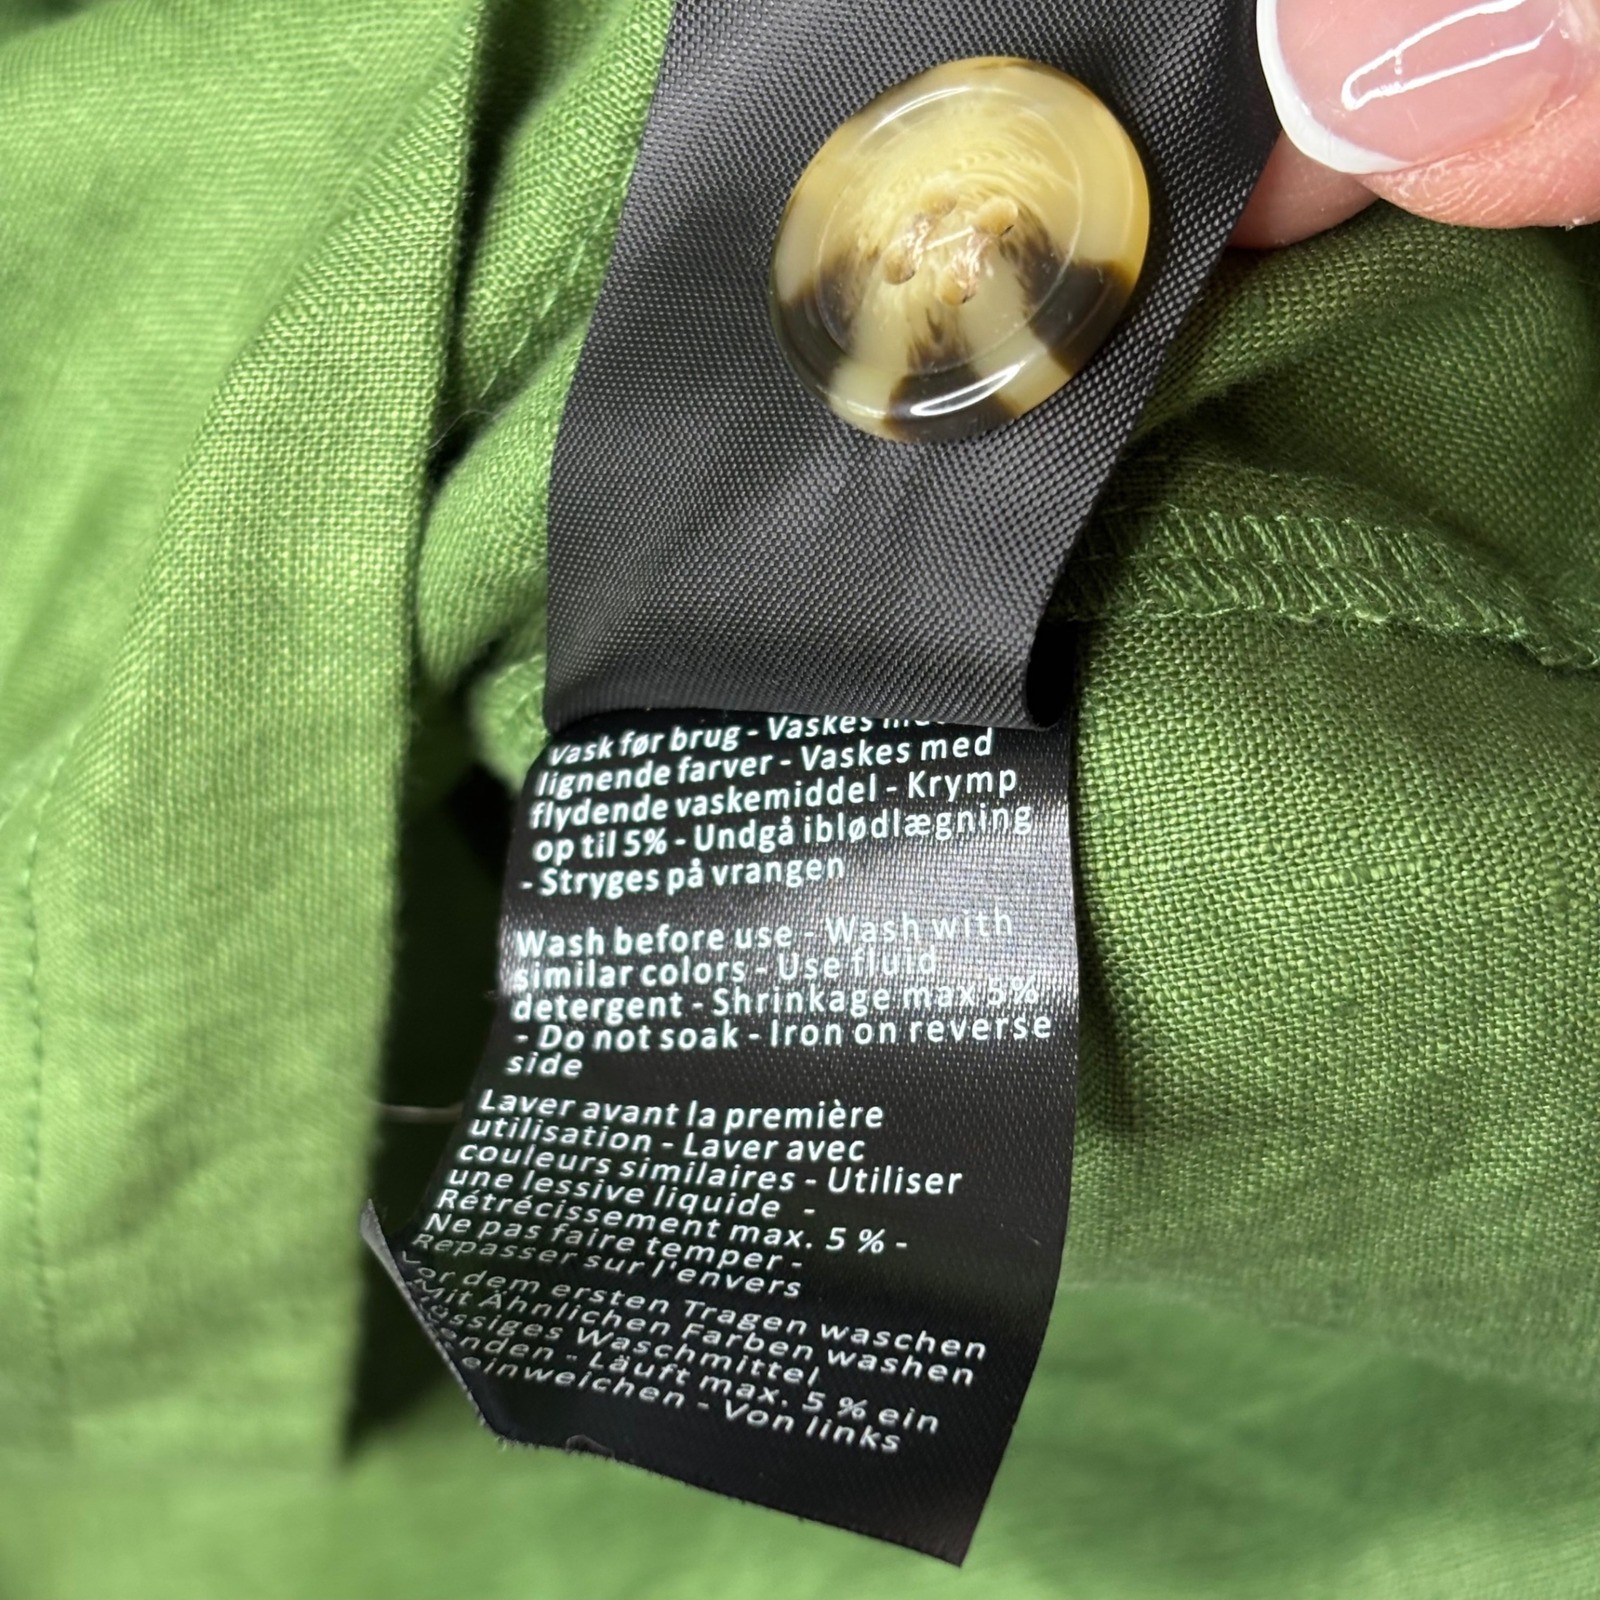 Vask før brug - Vaskes med
lignende farver - Vaskes med
flydende vaskemiddel - Krymp
op til 5% - Undgå iblødlægning
- Stryges på vrangen
Wash before use - Wash with
similar colors - Use fluid
detergent - Shrinkage max 5%
- Do not soak - Iron on reverse
side
Laver avant la première
utilisation - Laver avec
couleurs similaires - Utiliser
une lessive liquide -
Rétrécissement max. 5 % -
Ne pas faire temper -
Repasser sur l'envers
Vor dem ersten Tragen waschen
Mit Ähnlichen Farben washen
Waschmittel
- Läuft max. 5 % ein
einweichen - Von links